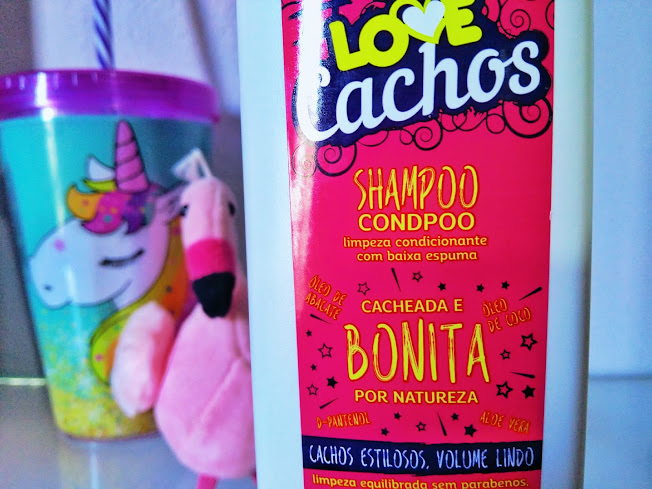 LOVE
Cachos
SHAMPOO
CONDPOO
limpeza condicionante
com baixa espuma
ÓLEO DE
ABACATE
CACHEADA E
ÓLEO
DE COCO
BONITA
POR NATUREZA
D-PANTENOL
ALOE VERA
CACHOS ESTILOSOS, VOLUME LINDO
limpeza equilibrada sem parabenos.